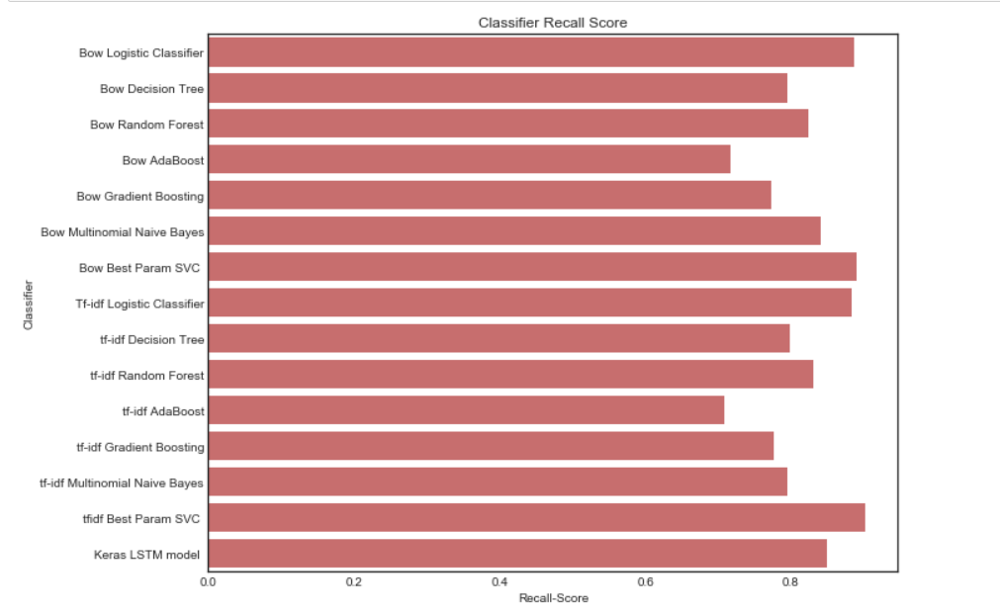 Classifier Recall Score
Bow Logistic Classifier
Bow Decision Tree
Bow Random Forest
Bow AdaBoost
Bow Gradient Boosting
Bow Multinomial Naive Bayes
Bow Best Param SVC
Tf-idf Logistic Classifier
tf-idf Decision Tree
tf-idf Random Forest
tf-idf AdaBoost
tf-idf Gradient Boosting
tf-idf Multinomial Naive Bayes
tfidf Best Param SVC
Keras LSTM model
Classifier
0.0 0.2 0.4 0.6 0.8
Recall-Score